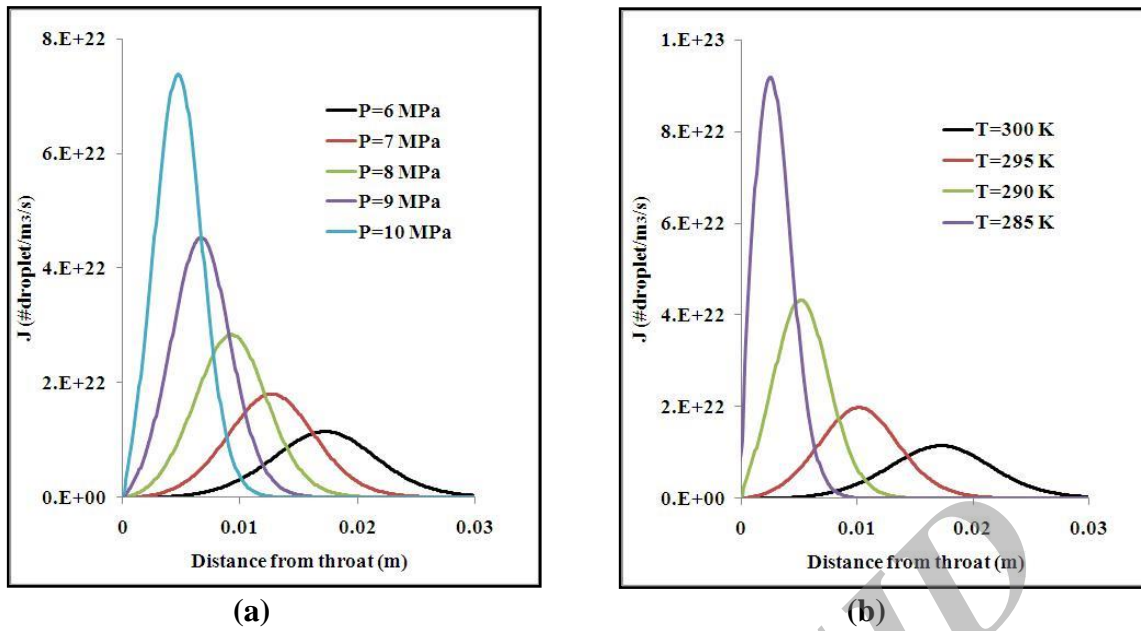 8.E+22
6.E+22
4.E+22
2.E+22
0.E+00
J (#droplet/m3/s)
P=6 MPa
P=7 MPa
P=8 MPa
P=9 MPa
P=10 MPa
0
0.01
0.02
0.03
Distance from throat (m)
(a)
1.E+23
8.E+22
6.E+22
4.E+22
2.E+22
0.E+00
J (#droplet/m3/s)
T=300 K
T=295 K
T=290 K
T=285 K
0
0.01
0.02
0.03
Distance from throat (m)
(b)